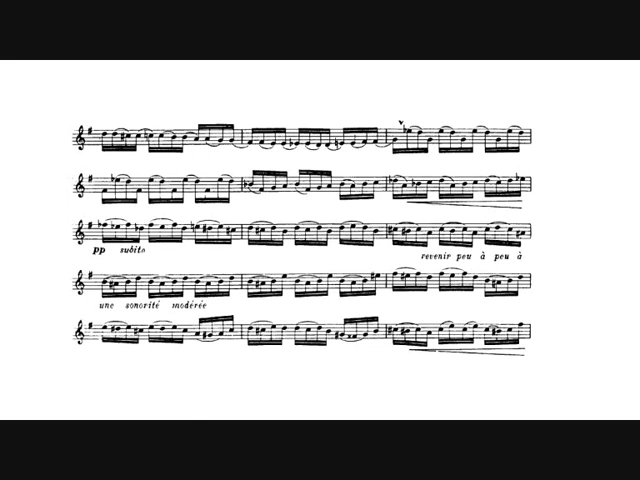 pp subito
revenir peu à peu à
une sonorité modérée